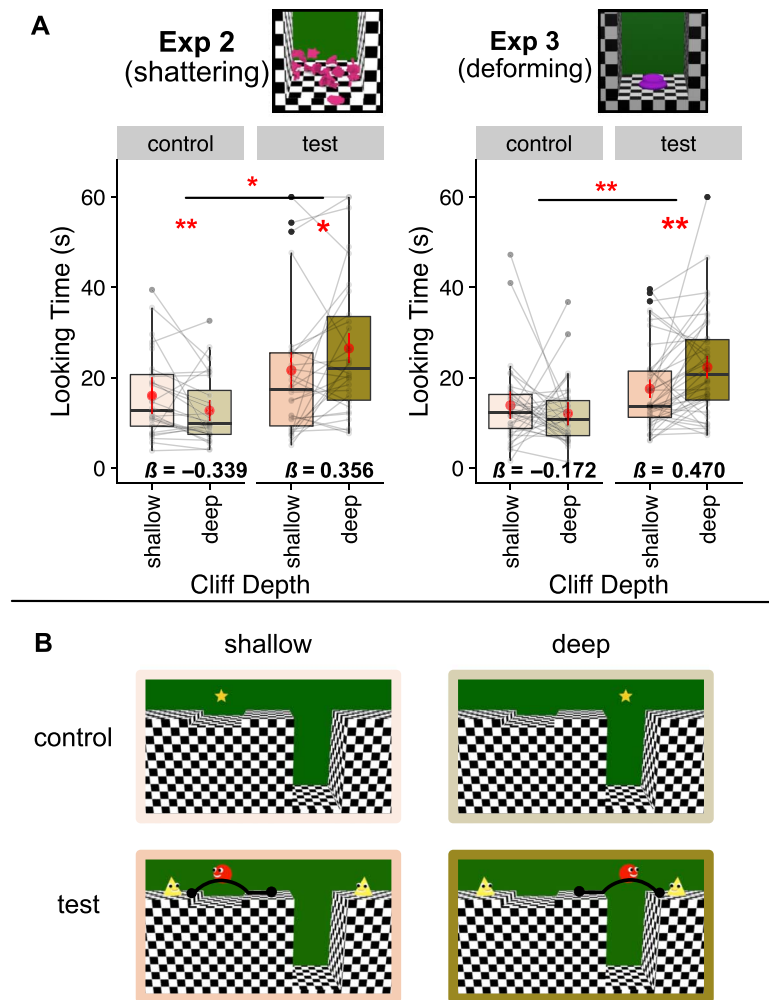 A
Exp 2
(shattering)
Exp 3
(deforming)
control
test
control
test
Looking Time (s)
60
40
20
0
*
**
*
ß = −0.339
ß = 0.356
shallow
deep
shallow
deep
Cliff Depth
Looking Time (s)
60
40
20
0
**
**
ß = −0.172
ß = 0.470
shallow
deep
shallow
deep
Cliff Depth
B
shallow
deep
control
test